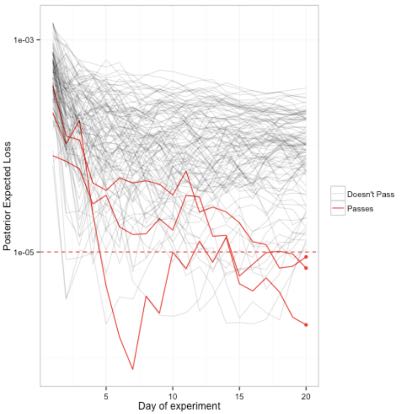 1e-03
1e-05
Posterior Expected Loss
5
10
15
20
Day of experiment
Doesn't Pass
Passes